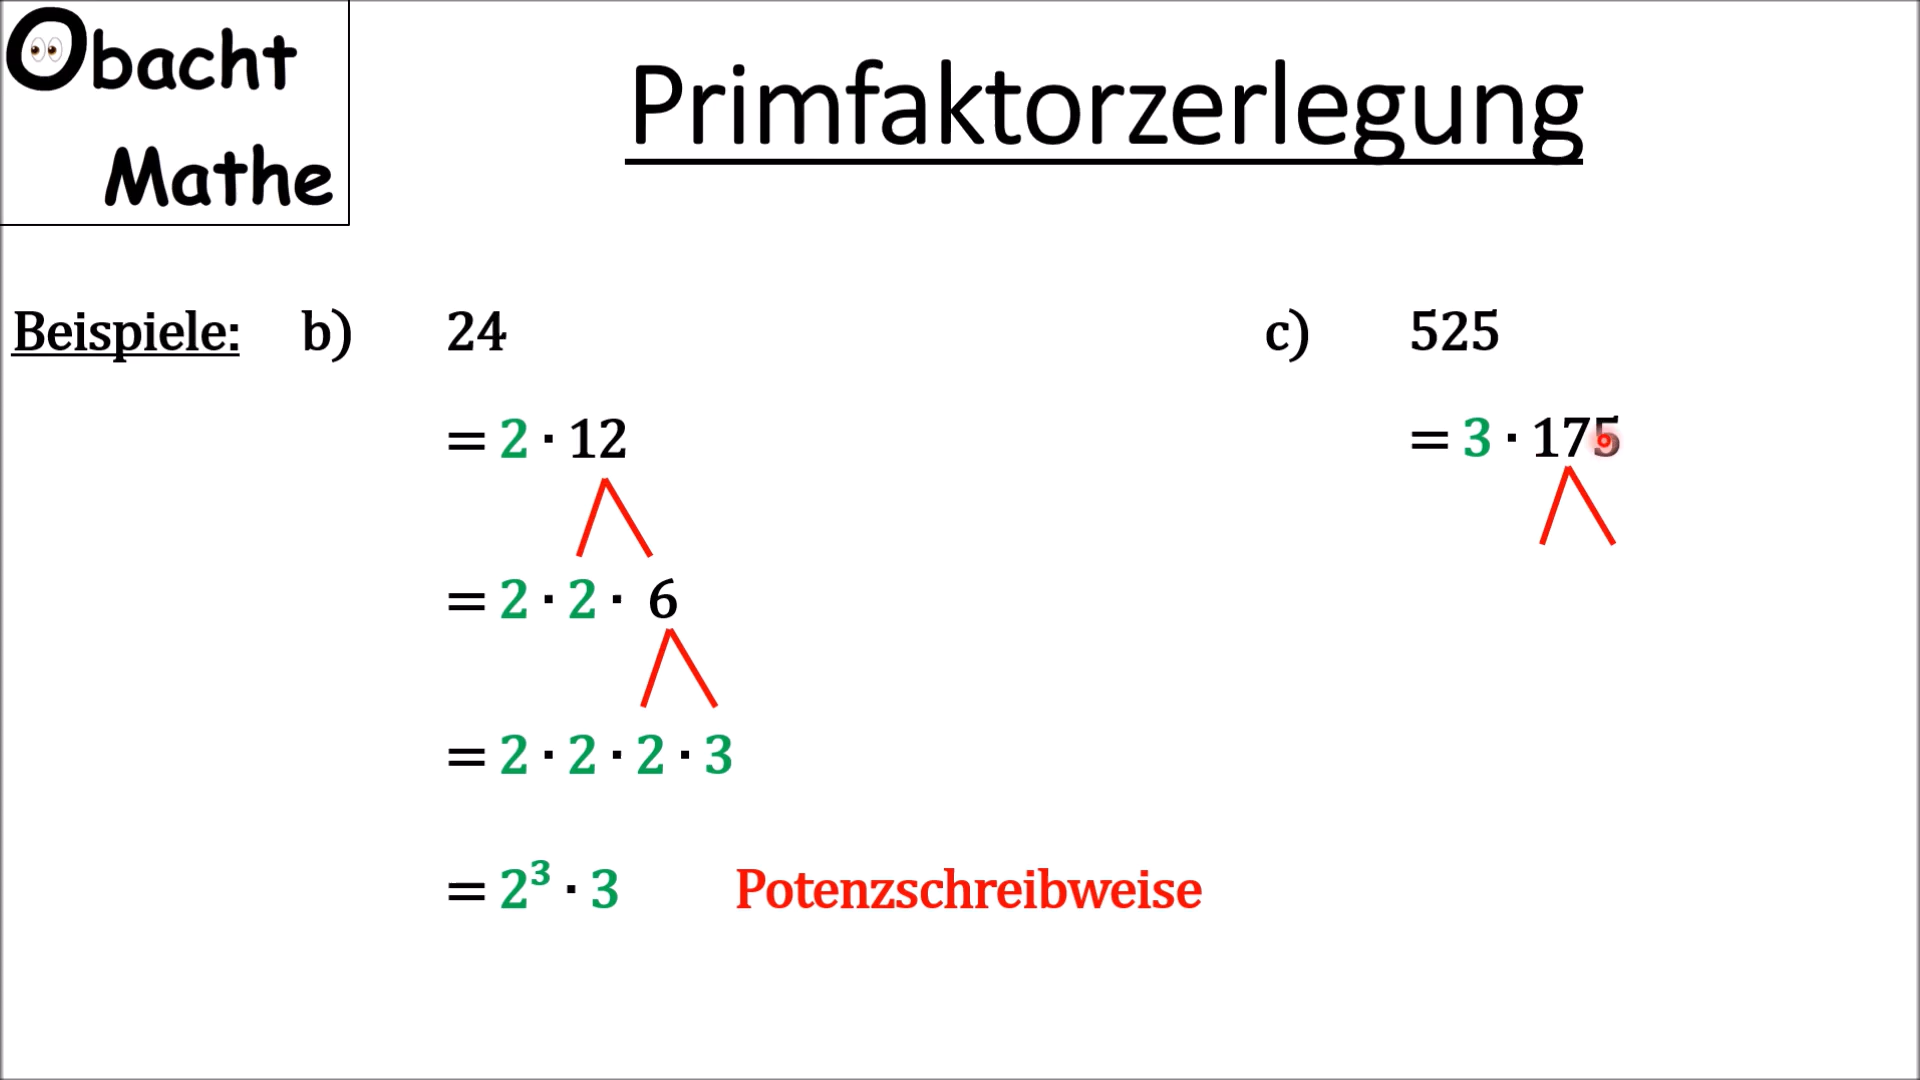 Obacht
Mathe
Primfaktorzerlegung
Beispiele: b) 24
= 2 · 12
= 2 · 2 · 6
= 2 · 2 · 2 · 3
= 2³ · 3 Potenzschreibweise
c) 525
= 3 · 175